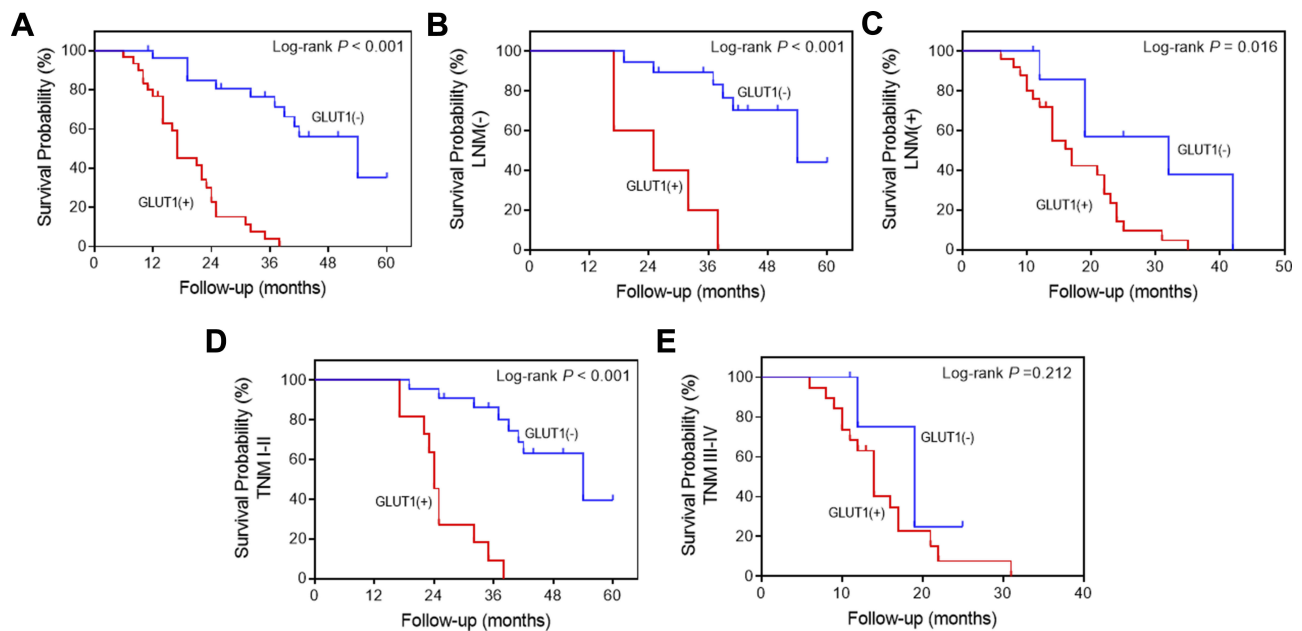 A
Survival Probability (%)
100
80
60
40
20
0
Log-rank P < 0.001
GLUT1(-)
GLUT1(+)
0 12 24 36 48 60
Follow-up (months)
B
Survival Probability (%)
LNM(-)
100
80
60
40
20
0
Log-rank P < 0.001
GLUT1(-)
GLUT1(+)
0 12 24 36 48 60
Follow-up (months)
C
Survival Probability (%)
LNM(+)
100
80
60
40
20
0
Log-rank P = 0.016
GLUT1(-)
GLUT1(+)
0 10 20 30 40 50
Follow-up (months)
D
Survival Probability (%)
TNM I-II
100
80
60
40
20
0
Log-rank P < 0.001
GLUT1(-)
GLUT1(+)
0 12 24 36 48 60
Follow-up (months)
E
Survival Probability (%)
TNM III-IV
100
80
60
40
20
0
Log-rank P =0.212
GLUT1(-)
GLUT1(+)
0 10 20 30 40
Follow-up (months)